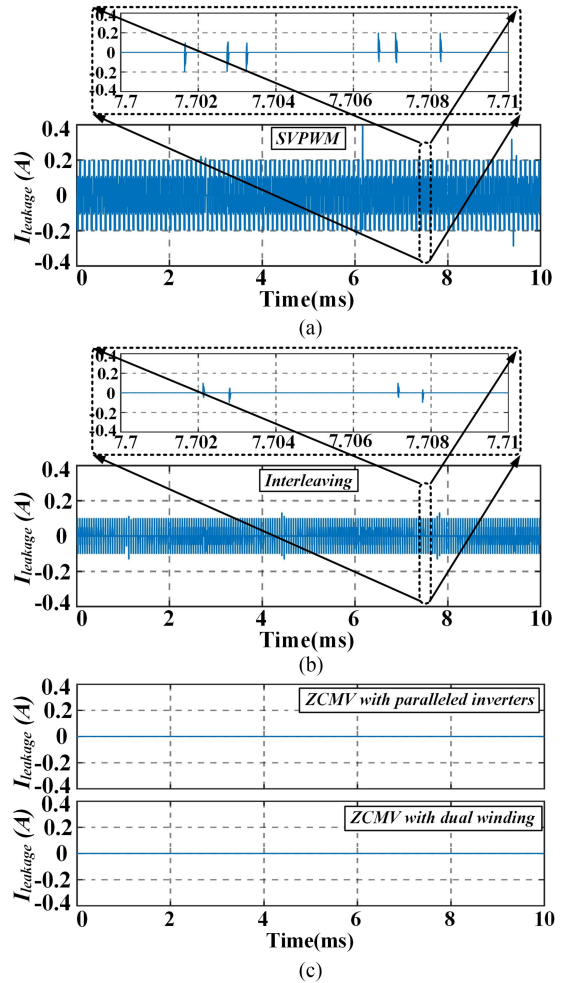 0.4
0.2
0
-0.2
-0.4
7.7 7.702 7.704 7.706 7.708 7.71
SVPWM
I_leakage (A)
0.4
0.2
0
-0.2
-0.4
0 2 4 6 8 10
Time(ms)
(a)
0.4
0.2
0
-0.2
-0.4
7.7 7.702 7.704 7.706 7.708 7.71
Interleaving
I_leakage (A)
0.4
0.2
0
-0.2
-0.4
0 2 4 6 8 10
Time(ms)
(b)
ZCMV with paralleled inverters
I_leakage (A)
0.4
0.2
0
-0.2
-0.4
ZCMV with dual winding
I_leakage (A)
0.4
0.2
0
-0.2
-0.4
0 2 4 6 8 10
Time(ms)
(c)